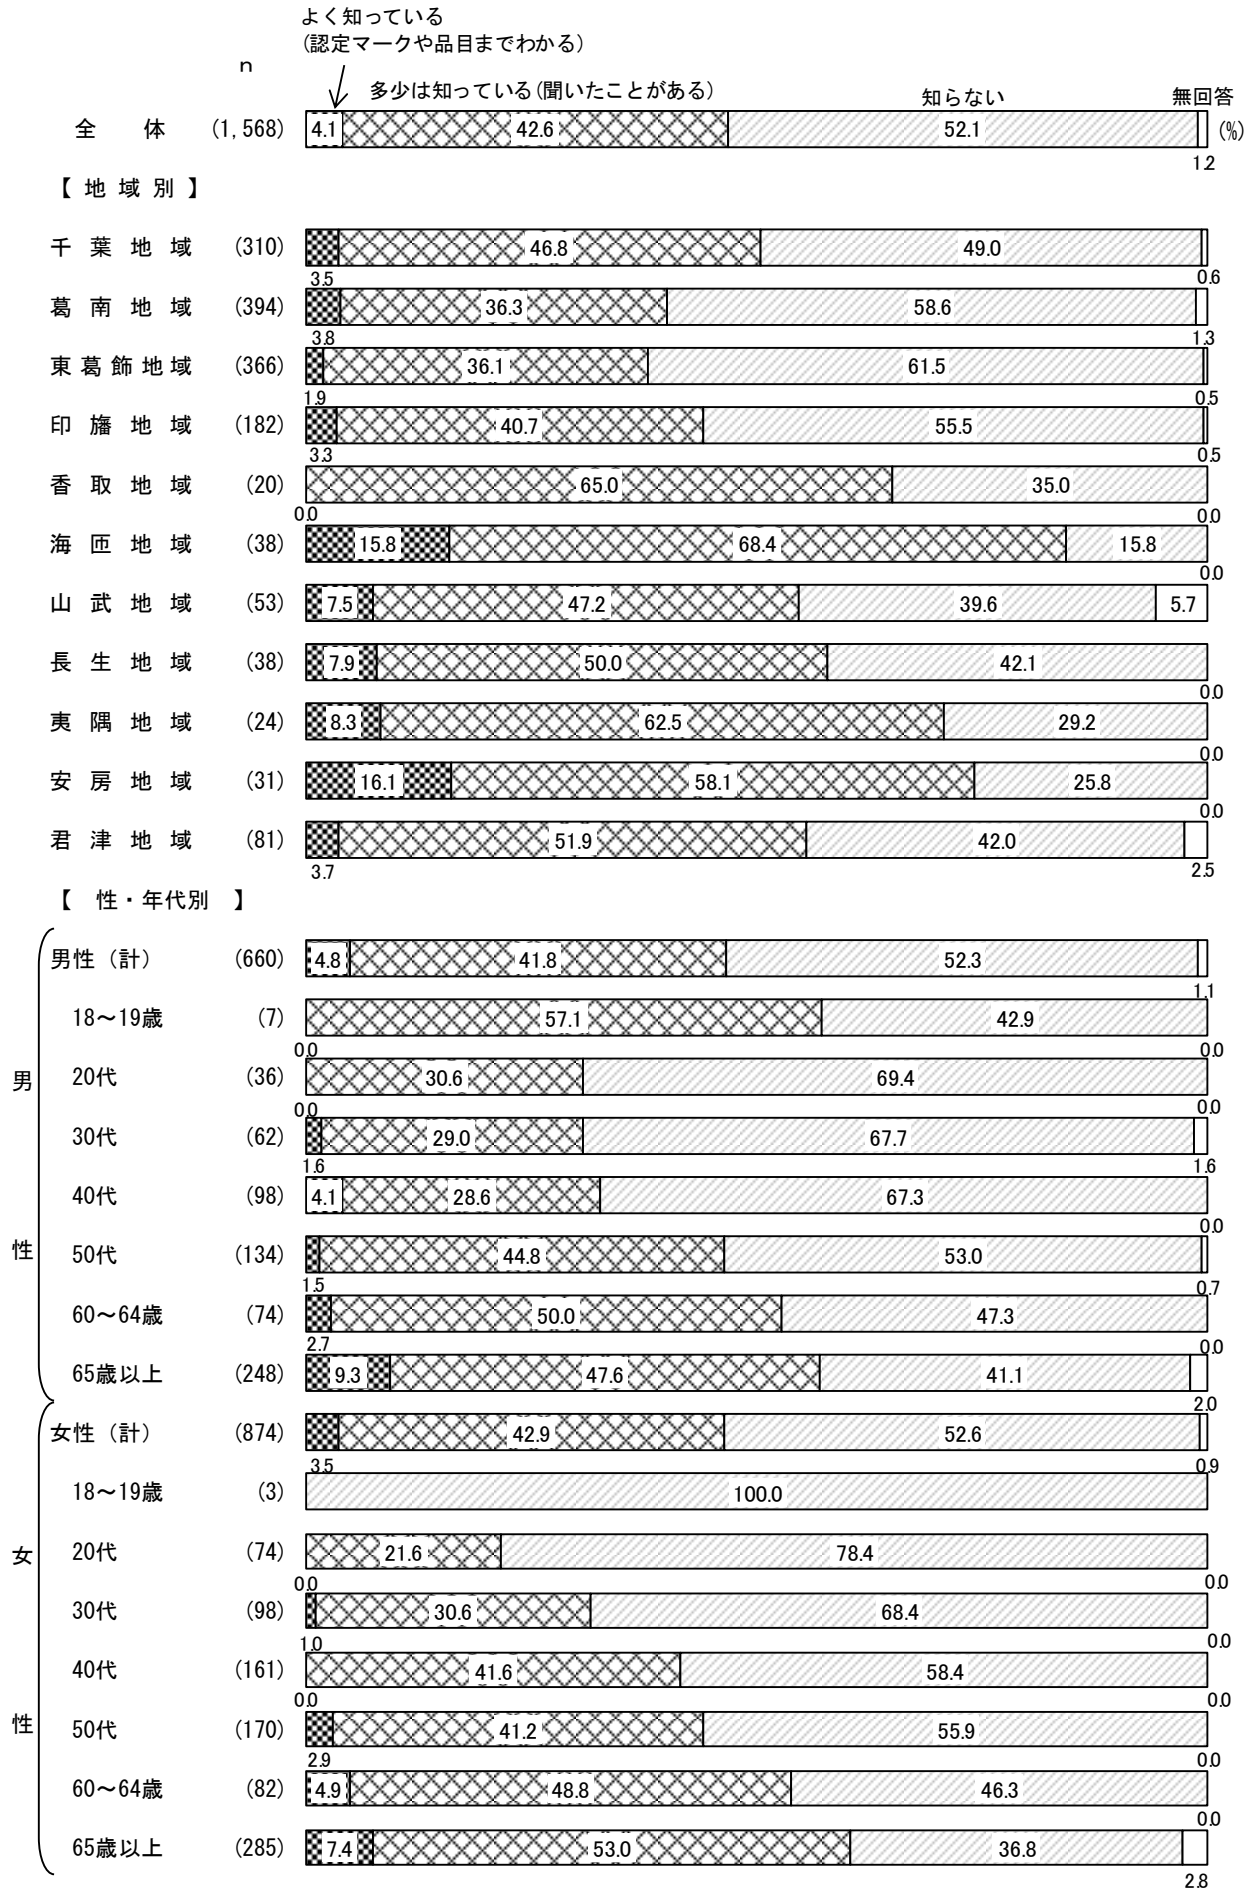 よく知っている
(認定マークや品目までわかる)
n
多少は知っている(聞いたことがある) 知らない 無回答
全 体 (1,568) 4.1 42.6 52.1 (%)
1.2
【 地 域 別 】
千 葉 地 域 (310) 46.8 49.0
3.5 0.6
葛 南 地 域 (394) 36.3 58.6
3.8 1.3
東 葛 飾 地 域 (366) 36.1 61.5
1.9 0.5
印 旛 地 域 (182) 40.7 55.5
3.3 0.5
香 取 地 域 (20) 65.0 35.0
0.0 0.0
海 匝 地 域 (38) 15.8 68.4 15.8
0.0
山 武 地 域 (53) 7.5 47.2 39.6 5.7
長 生 地 域 (38) 7.9 50.0 42.1
0.0
夷 隅 地 域 (24) 8.3 62.5 29.2
0.0
安 房 地 域 (31) 16.1 58.1 25.8
0.0
君 津 地 域 (81) 51.9 42.0
3.7 2.5
【 性・年代別 】
男性
男性(計) (660) 4.8 41.8 52.3
1.1
18～19歳 (7) 57.1 42.9
0.0 0.0
20代 (36) 30.6 69.4
0.0 0.0
30代 (62) 29.0 67.7
1.6 1.6
40代 (98) 4.1 28.6 67.3
0.0
50代 (134) 44.8 53.0
1.5 0.7
60～64歳 (74) 50.0 47.3
2.7 0.0
65歳以上 (248) 9.3 47.6 41.1
2.0
女性
女性(計) (874) 42.9 52.6
3.5 0.9
18～19歳 (3) 100.0
20代 (74) 21.6 78.4
0.0 0.0
30代 (98) 30.6 68.4
1.0 0.0
40代 (161) 41.6 58.4
0.0 0.0
50代 (170) 41.2 55.9
2.9 0.0
60～64歳 (82) 4.9 48.8 46.3
0.0
65歳以上 (285) 7.4 53.0 36.8
2.8